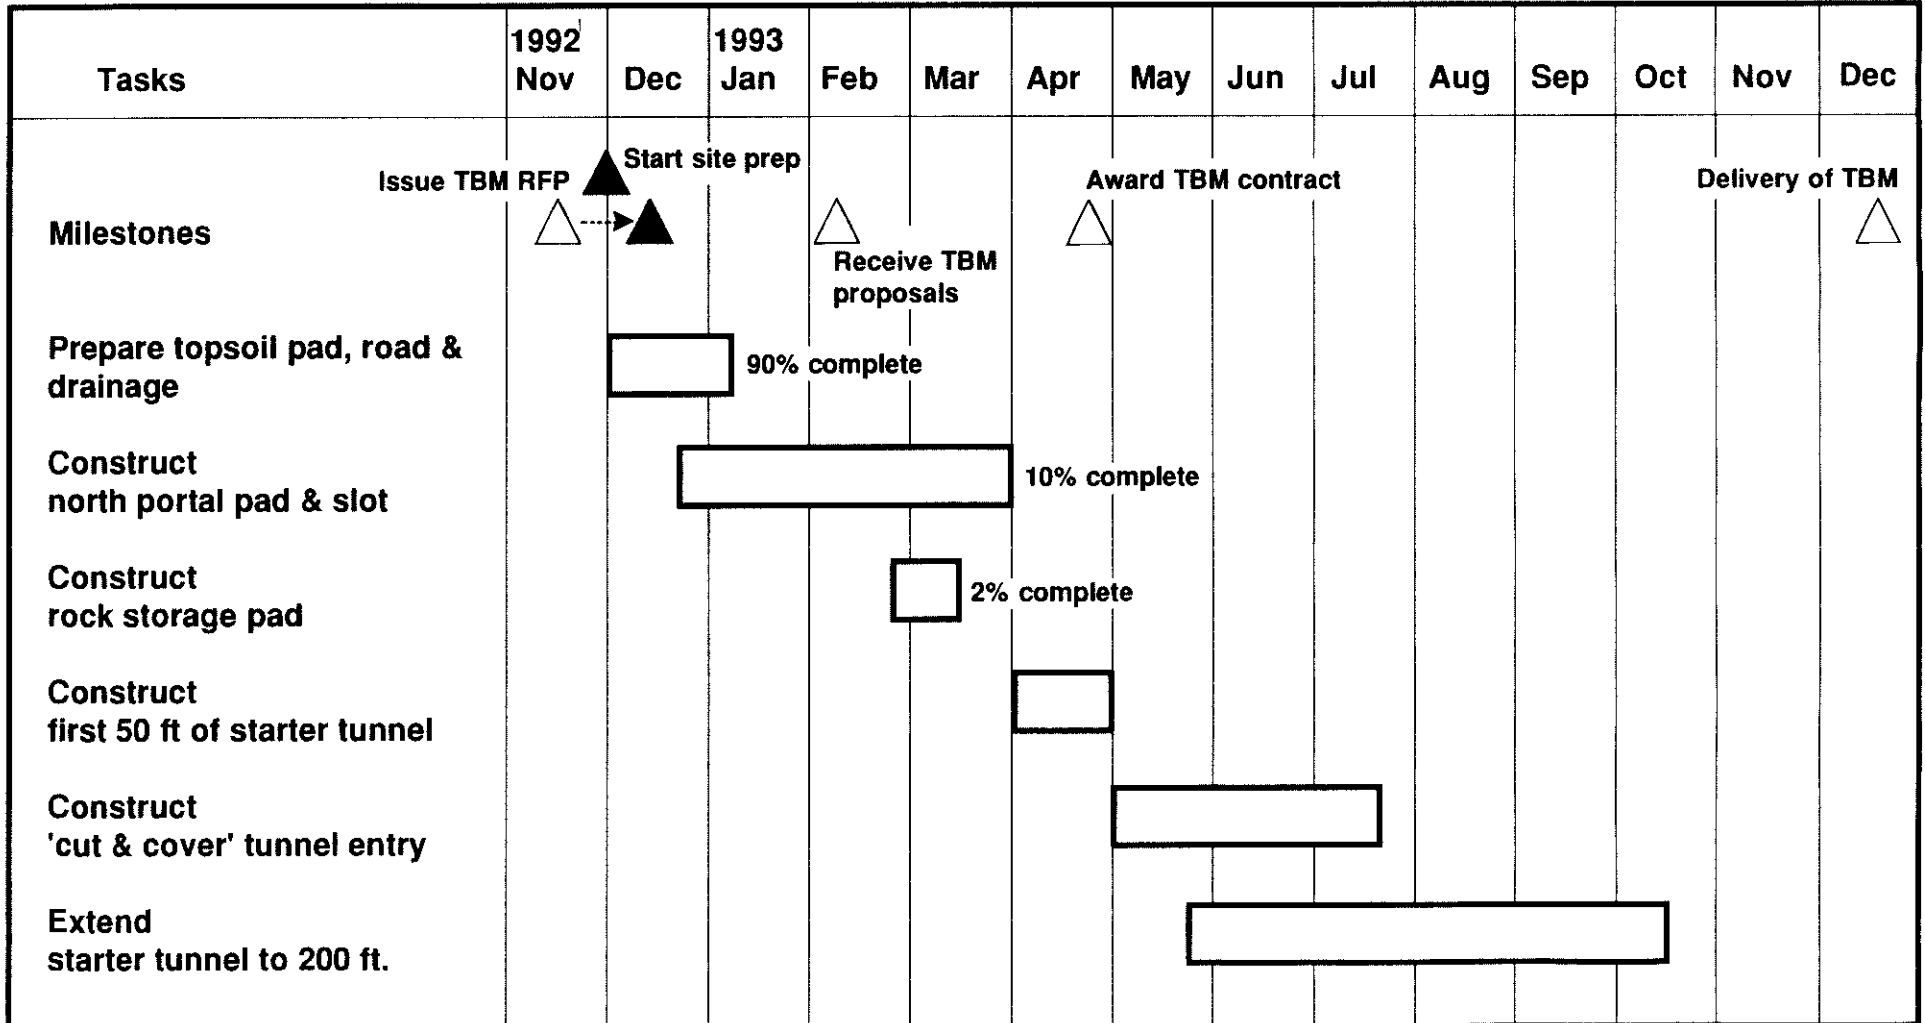 1992 1993
Tasks Nov Dec Jan Feb Mar Apr May Jun Jul Aug Sep Oct Nov Dec
Start site prep
Issue TBM RFP Award TBM contract Delivery of TBM
Milestones
Receive TBM
proposals
Prepare topsoil pad, road &
drainage
90% complete
Construct
north portal pad & slot
10% complete
Construct
rock storage pad
2% complete
Construct
first 50 ft of starter tunnel
Construct
'cut & cover' tunnel entry
Extend
starter tunnel to 200 ft.